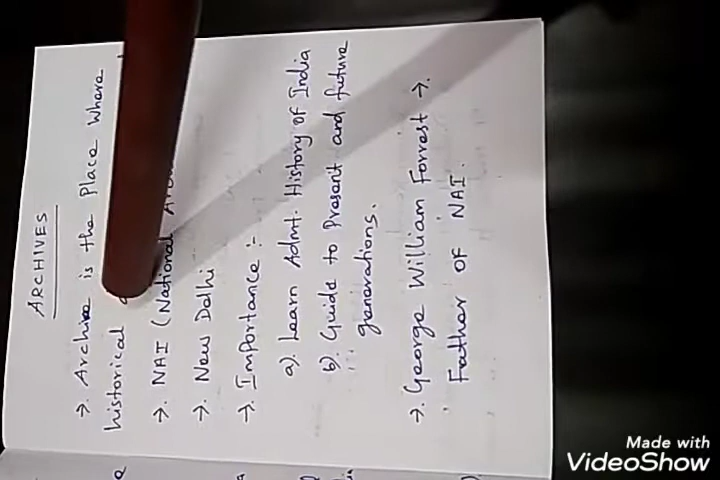 ARCHIVES
→. Archive is the Place where
historical
→. NAI (National
→. New Delhi
→. Importance :-
a). Learn Admt. History of India
b). Guide to Present and future
generations.
→. George William Forrest →.
Father of NAI.
Made with
VideoShow